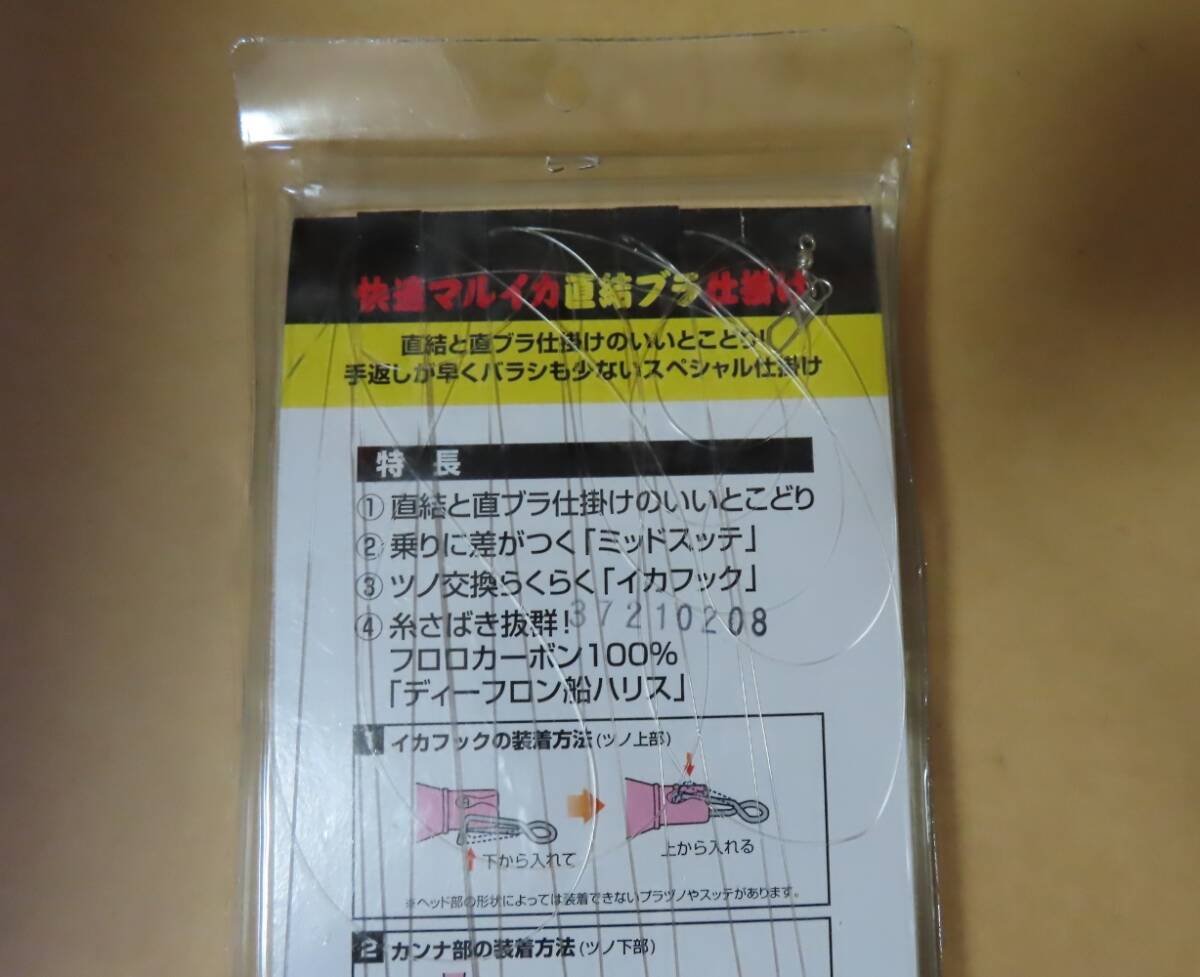 快適マルイカ直結ブラ仕掛け
直結と直ブラ仕掛けのいいとこどり!
手返しが早くバラシも少ないスペシャル仕掛け
特長
① 直結と直ブラ仕掛けのいいとこどり
② 乗りに差がつく「ミッドスッテ」
③ ツノ交換らくらく「イカフック」
④ 糸さばき抜群!
37210208
フロロカーボン100%
「ディーフロン船ハリス」
1 イカフックの装着方法(ツノ上部)
下から入れて
上から入れる
※ヘッド部の形状によっては装着できないプラヅノやスッテがあります。
2 カンナ部の装着方法(ツノ下部)